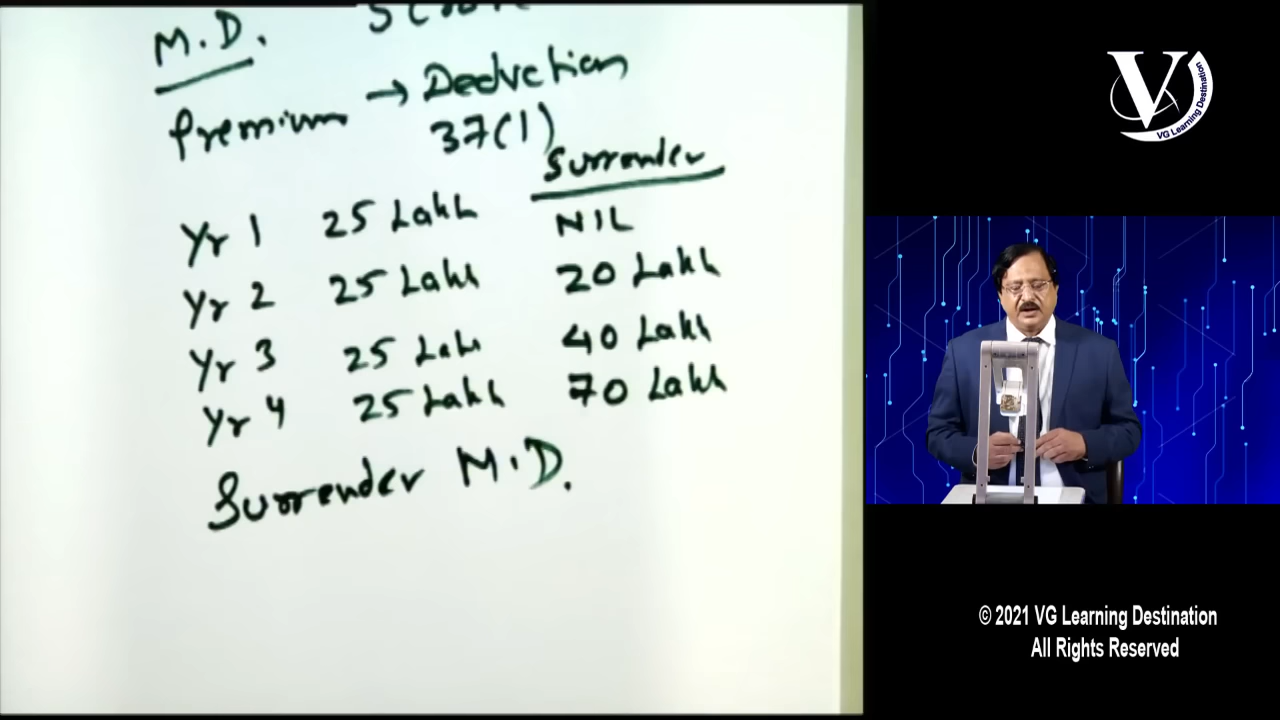 M.D.
Premium → Deduction
37(1)
Surrender
Yr 1 25 Lakh NIL
Yr 2 25 Lakh 20 Lakh
Yr 3 25 Lakh 40 Lakh
Yr 4 25 Lakh 70 Lakh
Surrender M.D.
V
VG Learning Destination
© 2021 VG Learning Destination
All Rights Reserved